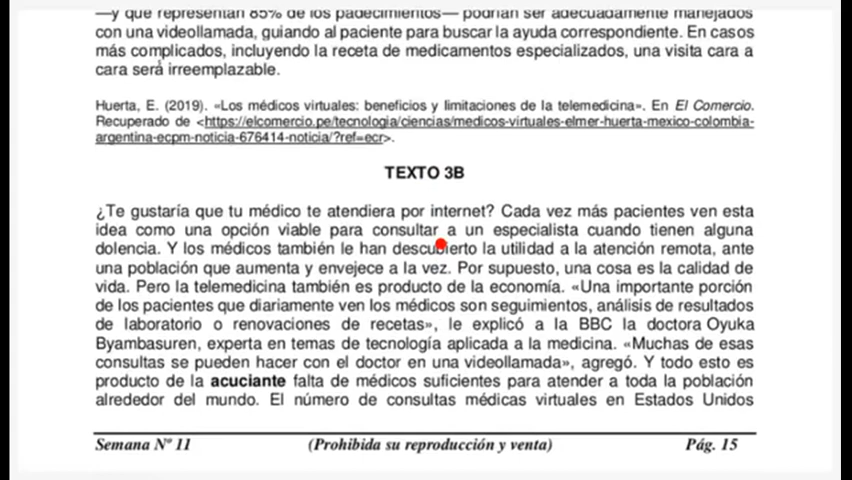 —y que representan 85% de los padecimientos— podrían ser adecuadamente manejados
con una videollamada, guiando al paciente para buscar la ayuda correspondiente. En casos
más complicados, incluyendo la receta de medicamentos especializados, una visita cara a
cara será irreemplazable.
Huerta, E. (2019). «Los médicos virtuales: beneficios y limitaciones de la telemedicina». En El Comercio.
Recuperado de <https://elcomercio.pe/tecnologia/ciencias/medicos-virtuales-elmer-huerta-mexico-colombia-
argentina-ecpm-noticia-676414-noticia/?ref=ecr>.
TEXTO 3B
¿Te gustaría que tu médico te atendiera por internet? Cada vez más pacientes ven esta
idea como una opción viable para consultar a un especialista cuando tienen alguna
dolencia. Y los médicos también le han descubierto la utilidad a la atención remota, ante
una población que aumenta y envejece a la vez. Por supuesto, una cosa es la calidad de
vida. Pero la telemedicina también es producto de la economía. «Una importante porción
de los pacientes que diariamente ven los médicos son seguimientos, análisis de resultados
de laboratorio o renovaciones de recetas», le explicó a la BBC la doctora Oyuka
Byambasuren, experta en temas de tecnología aplicada a la medicina. «Muchas de esas
consultas se pueden hacer con el doctor en una videollamada», agregó. Y todo esto es
producto de la acuciante falta de médicos suficientes para atender a toda la población
alrededor del mundo. El número de consultas médicas virtuales en Estados Unidos
Semana Nº 11 (Prohibida su reproducción y venta) Pág. 15